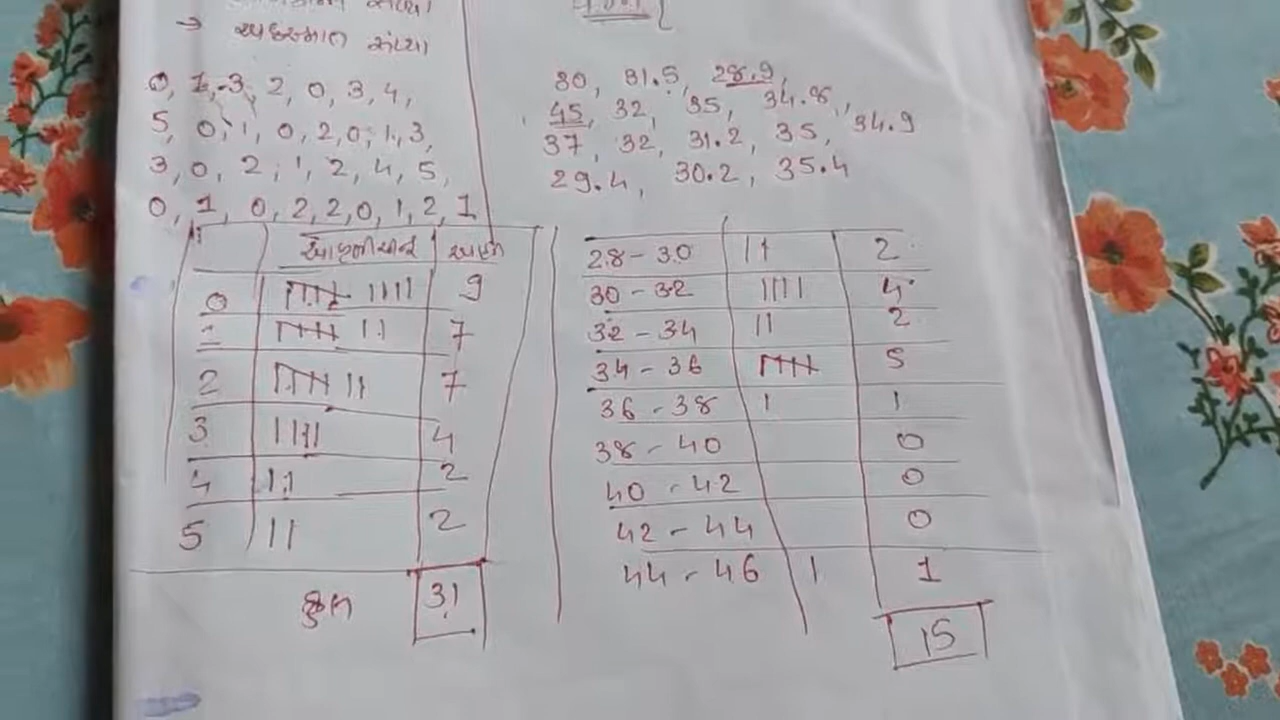 → અકસ્માત સંખ્યા
0, 1, 3, 2, 0, 3, 4,
5, 0, 1, 0, 2, 0, 1, 3,
3, 0, 2, 1, 2, 4, 5,
0, 1, 0, 2, 2, 0, 1, 2, 1
30, 31.5, 28.9,
45, 32, 35, 34.8,
37, 32, 31.2, 35, 34.9
29.4, 30.2, 35.4
0 9
1 7
2 7
3 4
4 2
5 2
કુલ 31
28-30 2
30-32 4
32-34 2
34-36 5
36-38 1
38-40 0
40-42 0
42-44 0
44-46 1
15